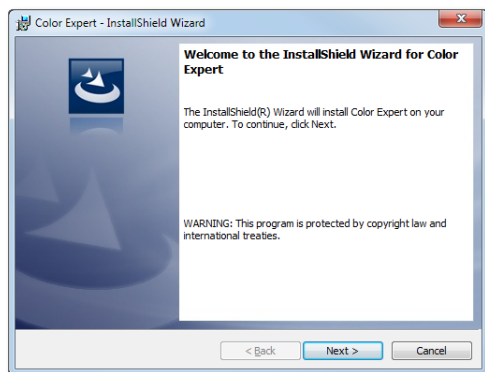 Color Expert - InstallShield Wizard
Welcome to the InstallShield Wizard for Color
Expert
The InstallShield(R) Wizard will install Color Expert on your
computer. To continue, click Next.
WARNING: This program is protected by copyright law and
international treaties.
< Back Next > Cancel